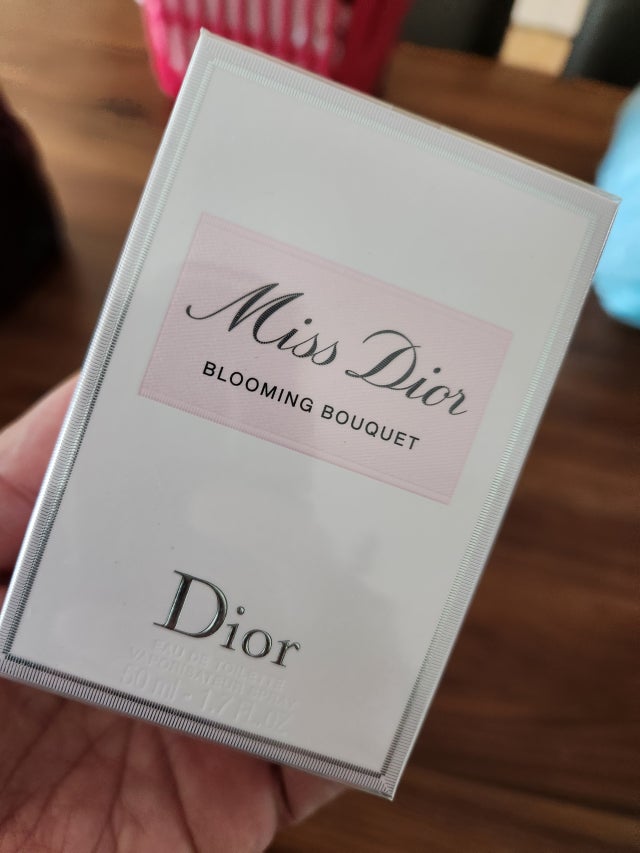 Miss Dior
BLOOMING BOUQUET
Dior
EAU DE TOILETTE
VAPORISATEUR SPRAY
50 ml - 1.7 FL.OZ